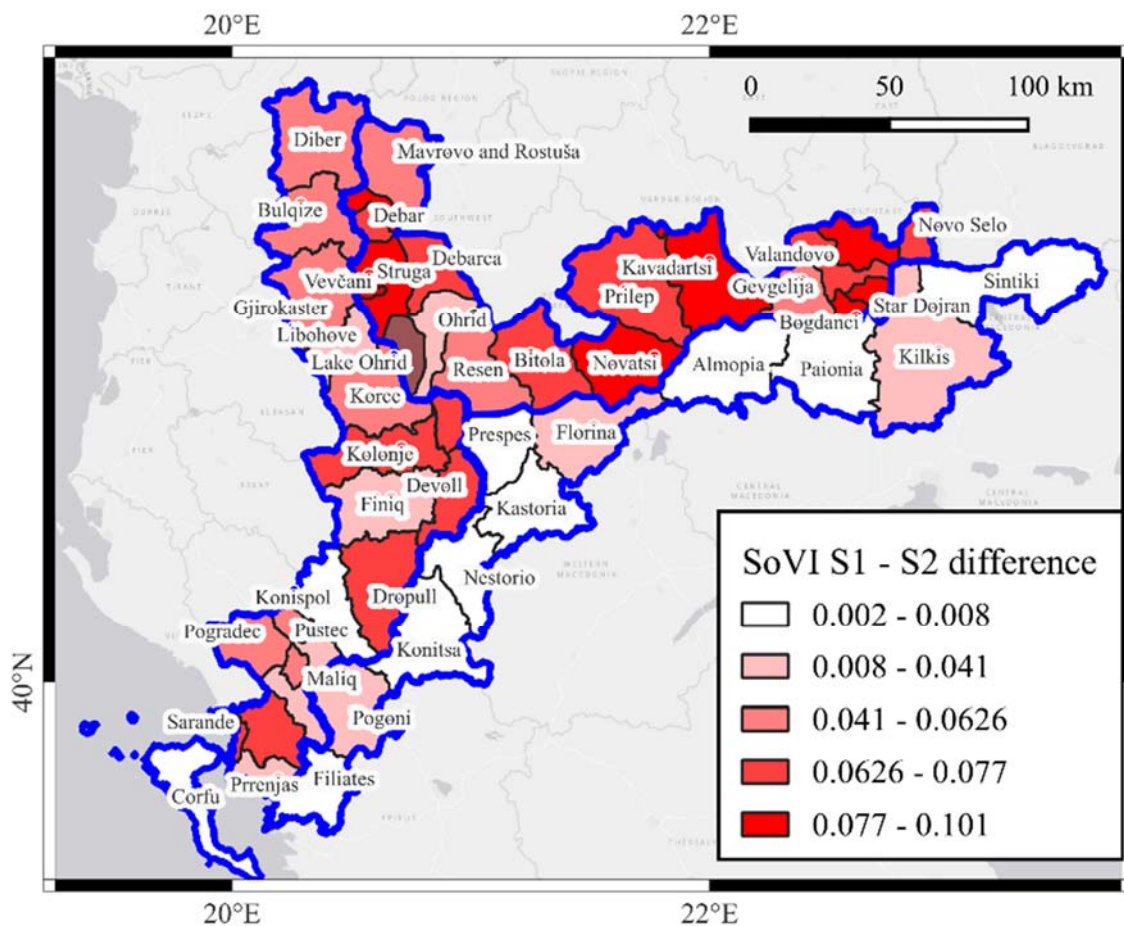 20°E
22°E
0
50
100 km
Diber
Mavrovo and Rostuša
Bulqize
Debar
Novo Selo
Valandovo
Debarca
Vevčani
Struga
Kavadartsi
Gevgelija
Sintiki
Gjirokaster
Prilep
Star Dojran
Ohrid
Bogdanci
Libohove
Lake Ohrid
Resen
Bitola
Novatsi
Almopia
Paionia
Kilkis
Korce
Prespes
Florina
Kolonje
Devoll
Finiq
Kastoria
Nestorio
Konispol
Dropull
Pogradec
Pustec
Konitsa
Maliq
Sarande
Pogoni
Prrenjas
Filiates
Corfu
40°N
SoVI S1 - S2 difference
0.002 - 0.008
0.008 - 0.041
0.041 - 0.0626
0.0626 - 0.077
0.077 - 0.101
20°E
22°E